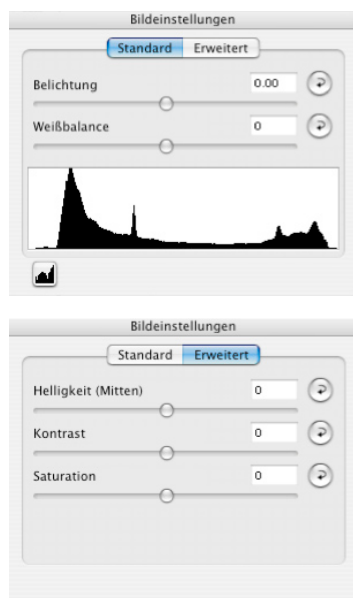 Bildeinstellungen
Standard Erweitert
Belichtung 0.00
Weißbalance 0
Bildeinstellungen
Standard Erweitert
Helligkeit (Mitten) 0
Kontrast 0
Saturation 0